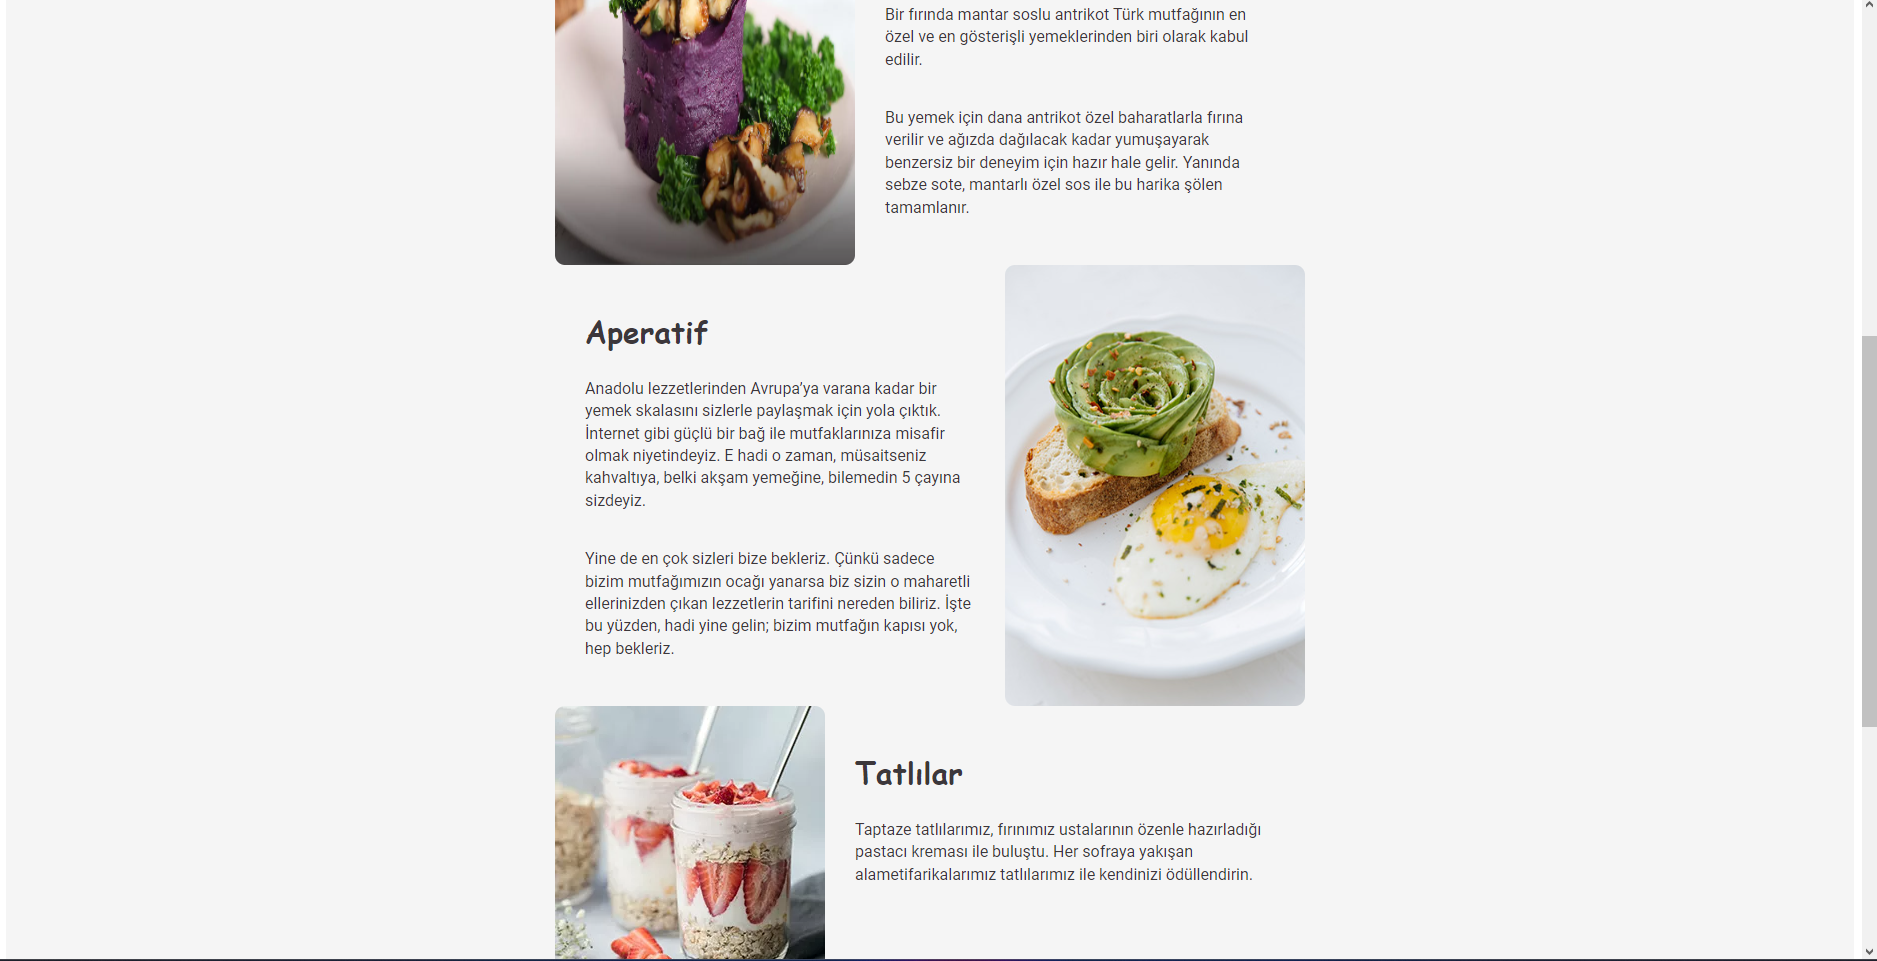 Bir fırında mantar soslu antrikot Türk mutfağının en
özel ve en gösterişli yemeklerinden biri olarak kabul
edilir.
Bu yemek için dana antrikot özel baharatlarla fırına
verilir ve ağızda dağılacak kadar yumuşayarak
benzersiz bir deneyim için hazır hale gelir. Yanında
sebze sote, mantarlı özel sos ile bu harika şölen
tamamlanır.
Aperatif
Anadolu lezzetlerinden Avrupa’ya varana kadar bir
yemek skalasını sizlerle paylaşmak için yola çıktık.
İnternet gibi güçlü bir bağ ile mutfaklarınıza misafir
olmak niyetindeyiz. E hadi o zaman, müsaitseniz
kahvaltıya, belki akşam yemeğine, bilemedin 5 çayına
sizdeyiz.
Yine de en çok sizleri bize bekleriz. Çünkü sadece
bizim mutfağımızın ocağı yanarsa biz sizin o maharetli
ellerinizden çıkan lezzetlerin tarifini nereden biliriz. İşte
bu yüzden, hadi yine gelin; bizim mutfağın kapısı yok,
hep bekleriz.
Tatlılar
Taptaze tatlılarımız, fırınımız ustalarının özenle hazırladığı
pastacı kreması ile buluştu. Her sofraya yakışan
alametifarikalarımız tatlılarımız ile kendinizi ödüllendirin.